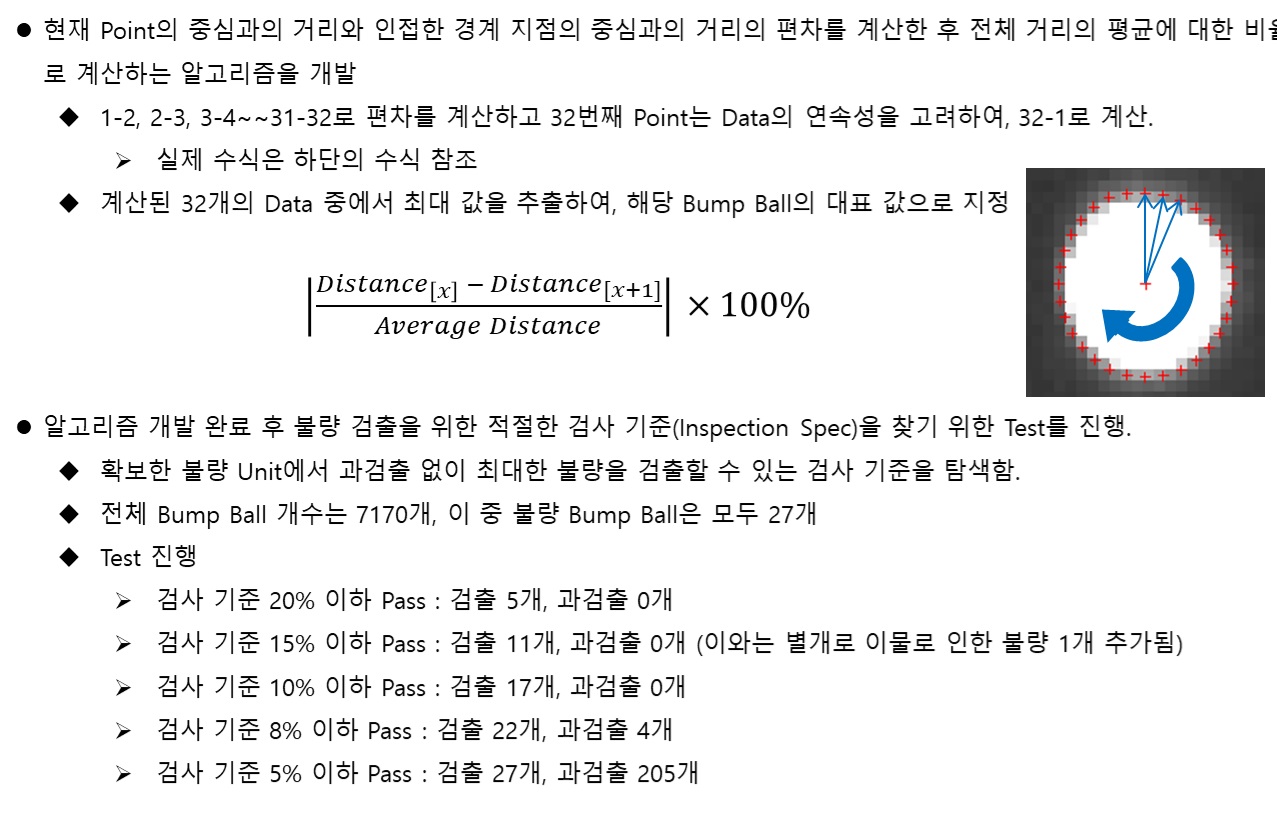 ● 현재 Point의 중심과의 거리와 인접한 경계 지점의 중심과의 거리의 편차를 계산한 후 전체 거리의 평균에 대한 비율
로 계산하는 알고리즘을 개발
◆ 1-2, 2-3, 3-4~~31-32로 편차를 계산하고 32번째 Point는 Data의 연속성을 고려하여, 32-1로 계산.
➢ 실제 수식은 하단의 수식 참조
◆ 계산된 32개의 Data 중에서 최대 값을 추출하여, 해당 Bump Ball의 대표 값으로 지정
|(Distance[x] − Distance[x+1]) / Average Distance| × 100%
● 알고리즘 개발 완료 후 불량 검출을 위한 적절한 검사 기준(Inspection Spec)을 찾기 위한 Test를 진행.
◆ 확보한 불량 Unit에서 과검출 없이 최대한 불량을 검출할 수 있는 검사 기준을 탐색함.
◆ 전체 Bump Ball 개수는 7170개, 이 중 불량 Bump Ball은 모두 27개
◆ Test 진행
➢ 검사 기준 20% 이하 Pass : 검출 5개, 과검출 0개
➢ 검사 기준 15% 이하 Pass : 검출 11개, 과검출 0개 (이와는 별개로 이물로 인한 불량 1개 추가됨)
➢ 검사 기준 10% 이하 Pass : 검출 17개, 과검출 0개
➢ 검사 기준 8% 이하 Pass : 검출 22개, 과검출 4개
➢ 검사 기준 5% 이하 Pass : 검출 27개, 과검출 205개